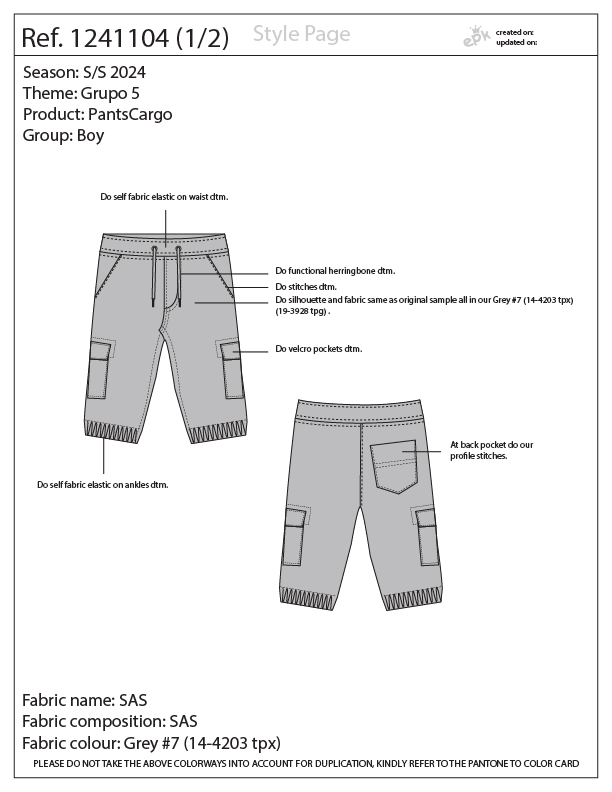 Ref. 1241104 (1/2)
Style Page
epk
created on:
updated on:
Season: S/S 2024
Theme: Grupo 5
Product: PantsCargo
Group: Boy
Do self fabric elastic on waist dtm.
Do functional herringbone dtm.
Do stitches dtm.
Do silhouette and fabric same as original sample all in our Grey #7 (14-4203 tpx)
(19-3928 tpg) .
Do velcro pockets dtm.
At back pocket do our
profile stitches.
Do self fabric elastic on ankles dtm.
Fabric name: SAS
Fabric composition: SAS
Fabric colour: Grey #7 (14-4203 tpx)
PLEASE DO NOT TAKE THE ABOVE COLORWAYS INTO ACCOUNT FOR DUPLICATION, KINDLY REFER TO THE PANTONE TO COLOR CARD